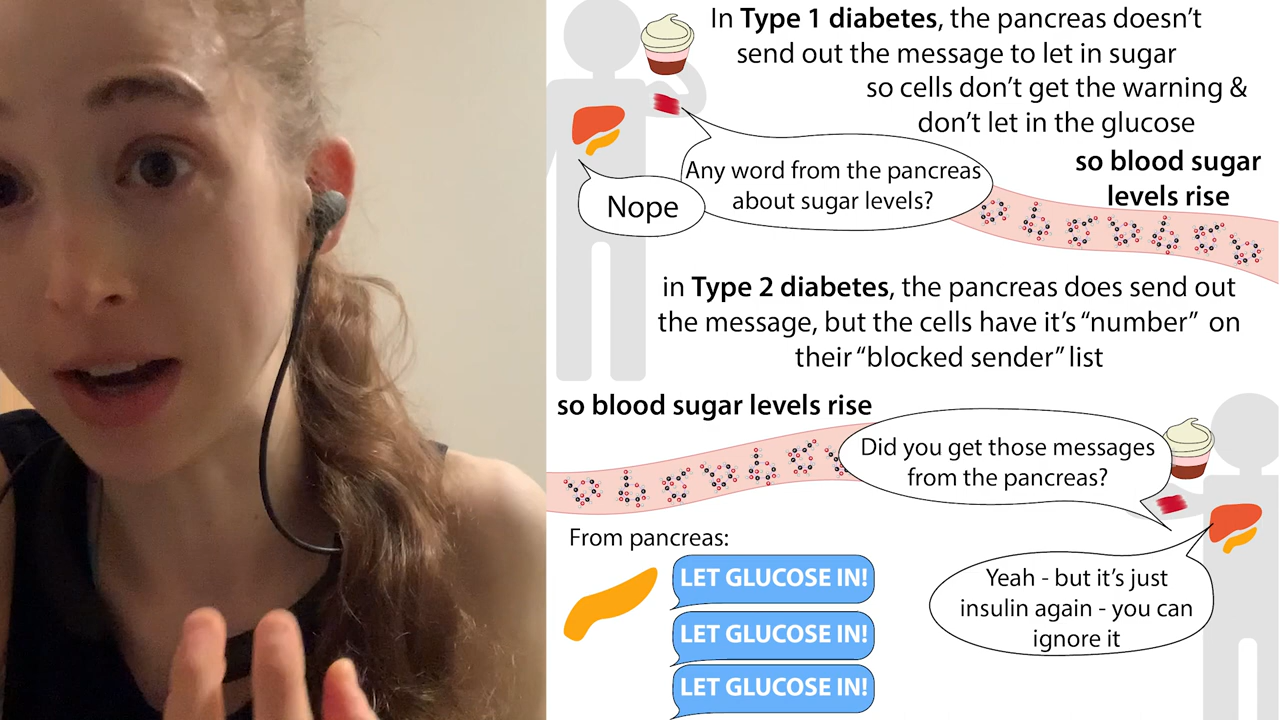 In Type 1 diabetes, the pancreas doesn’t
send out the message to let in sugar
so cells don’t get the warning &
don’t let in the glucose
so blood sugar
levels rise
Any word from the pancreas
about sugar levels?
Nope
in Type 2 diabetes, the pancreas does send out
the message, but the cells have it’s “number” on
their “blocked sender” list
so blood sugar levels rise
Did you get those messages
from the pancreas?
Yeah - but it’s just
insulin again - you can
ignore it
From pancreas:
LET GLUCOSE IN!
LET GLUCOSE IN!
LET GLUCOSE IN!